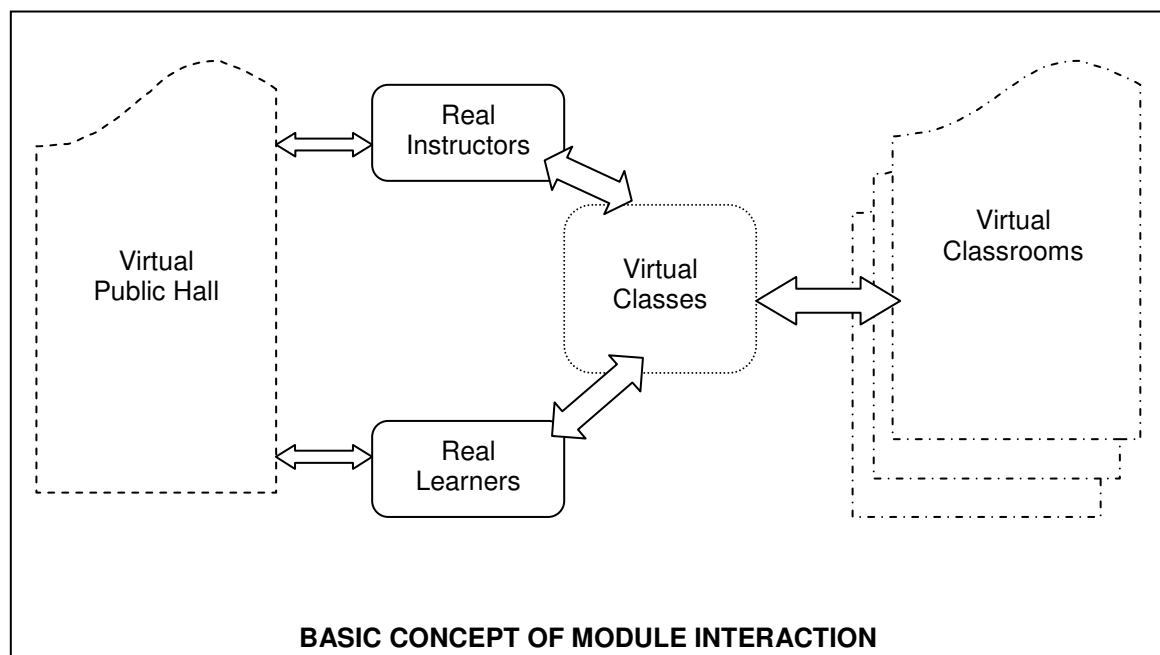 Virtual
Public Hall
Real
Instructors
Real
Learners
Virtual
Classes
Virtual
Classrooms
BASIC CONCEPT OF MODULE INTERACTION